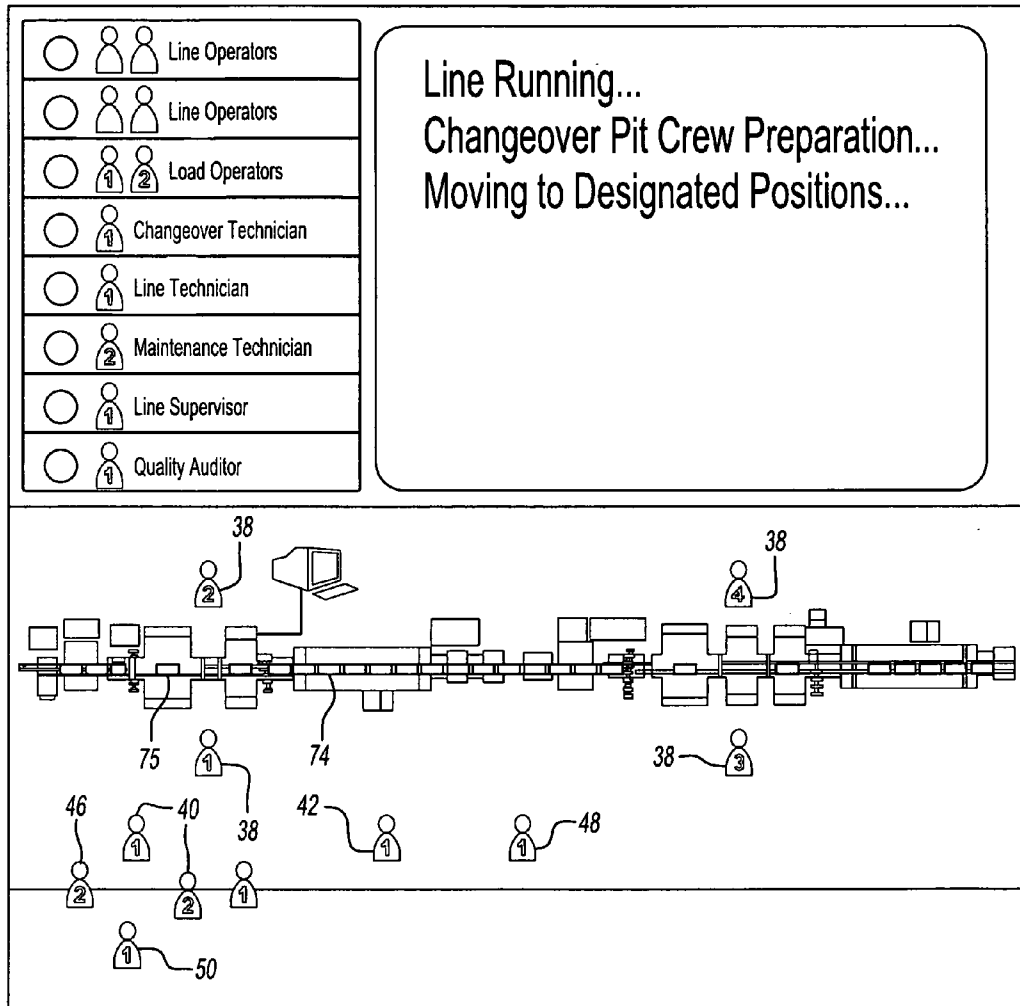 Line Operators
Line Operators
1 2 Load Operators
1 Changeover Technician
1 Line Technician
2 Maintenance Technician
1 Line Supervisor
1 Quality Auditor
Line Running...
Changeover Pit Crew Preparation...
Moving to Designated Positions...
38 38
2 4
75 74
1 38 3
46 40 38 42 48
1 1 1
2 2 1
1 50